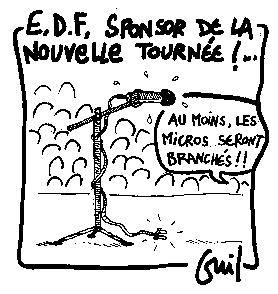 E.D.F. SPONSOR DE LA
NOUVELLE TOURNÉE !...
AU MOINS, LES
MICROS SERONT
BRANCHÉS !!
Guil